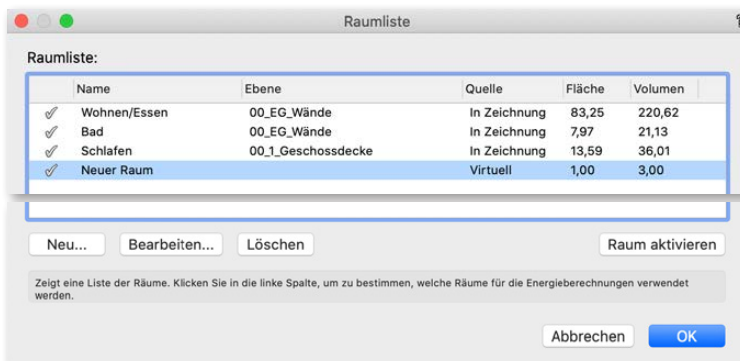 Raumliste
Raumliste:
Name Ebene Quelle Fläche Volumen
Wohnen/Essen 00_EG_Wände In Zeichnung 83,25 220,62
Bad 00_EG_Wände In Zeichnung 7,97 21,13
Schlafen 00_1_Geschossdecke In Zeichnung 13,59 36,01
Neuer Raum Virtuell 1,00 3,00
Neu... Bearbeiten... Löschen Raum aktivieren
Zeigt eine Liste der Räume. Klicken Sie in die linke Spalte, um zu bestimmen, welche Räume für die Energieberechnungen verwendet
werden.
Abbrechen OK